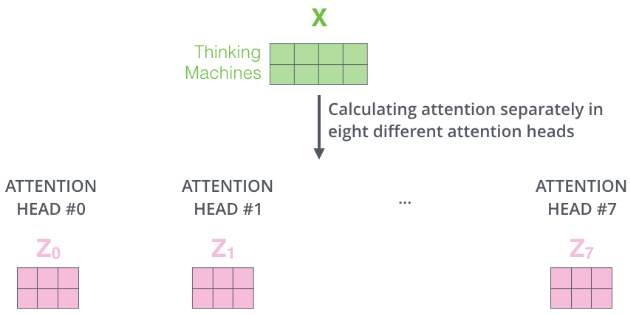 X
Thinking
Machines
Calculating attention separately in
eight different attention heads
ATTENTION
HEAD #0
ATTENTION
HEAD #1
...
ATTENTION
HEAD #7
Z0
Z1
Z7